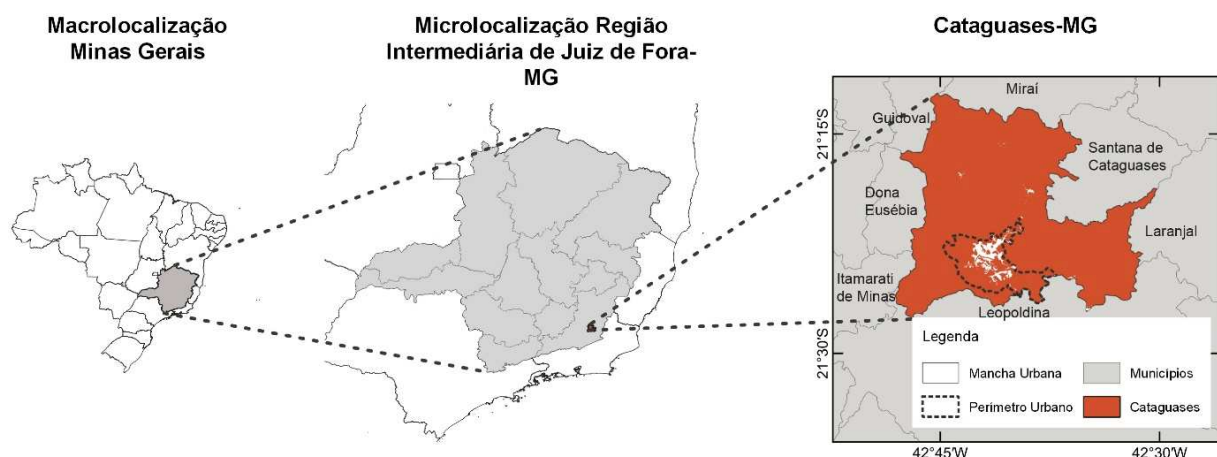 Macrolocalização
Minas Gerais
Microlocalização Região
Intermediária de Juiz de Fora-
MG
Cataguases-MG
Miraí
Guidoval
21°15'S
Santana de
Cataguases
Dona
Eusébia
Laranjal
Itamarati
de Minas
Leopoldina
21°30'S
Legenda
Mancha Urbana
Municípios
Perimetro Urbano
Cataguases
42°45'W
42°30'W